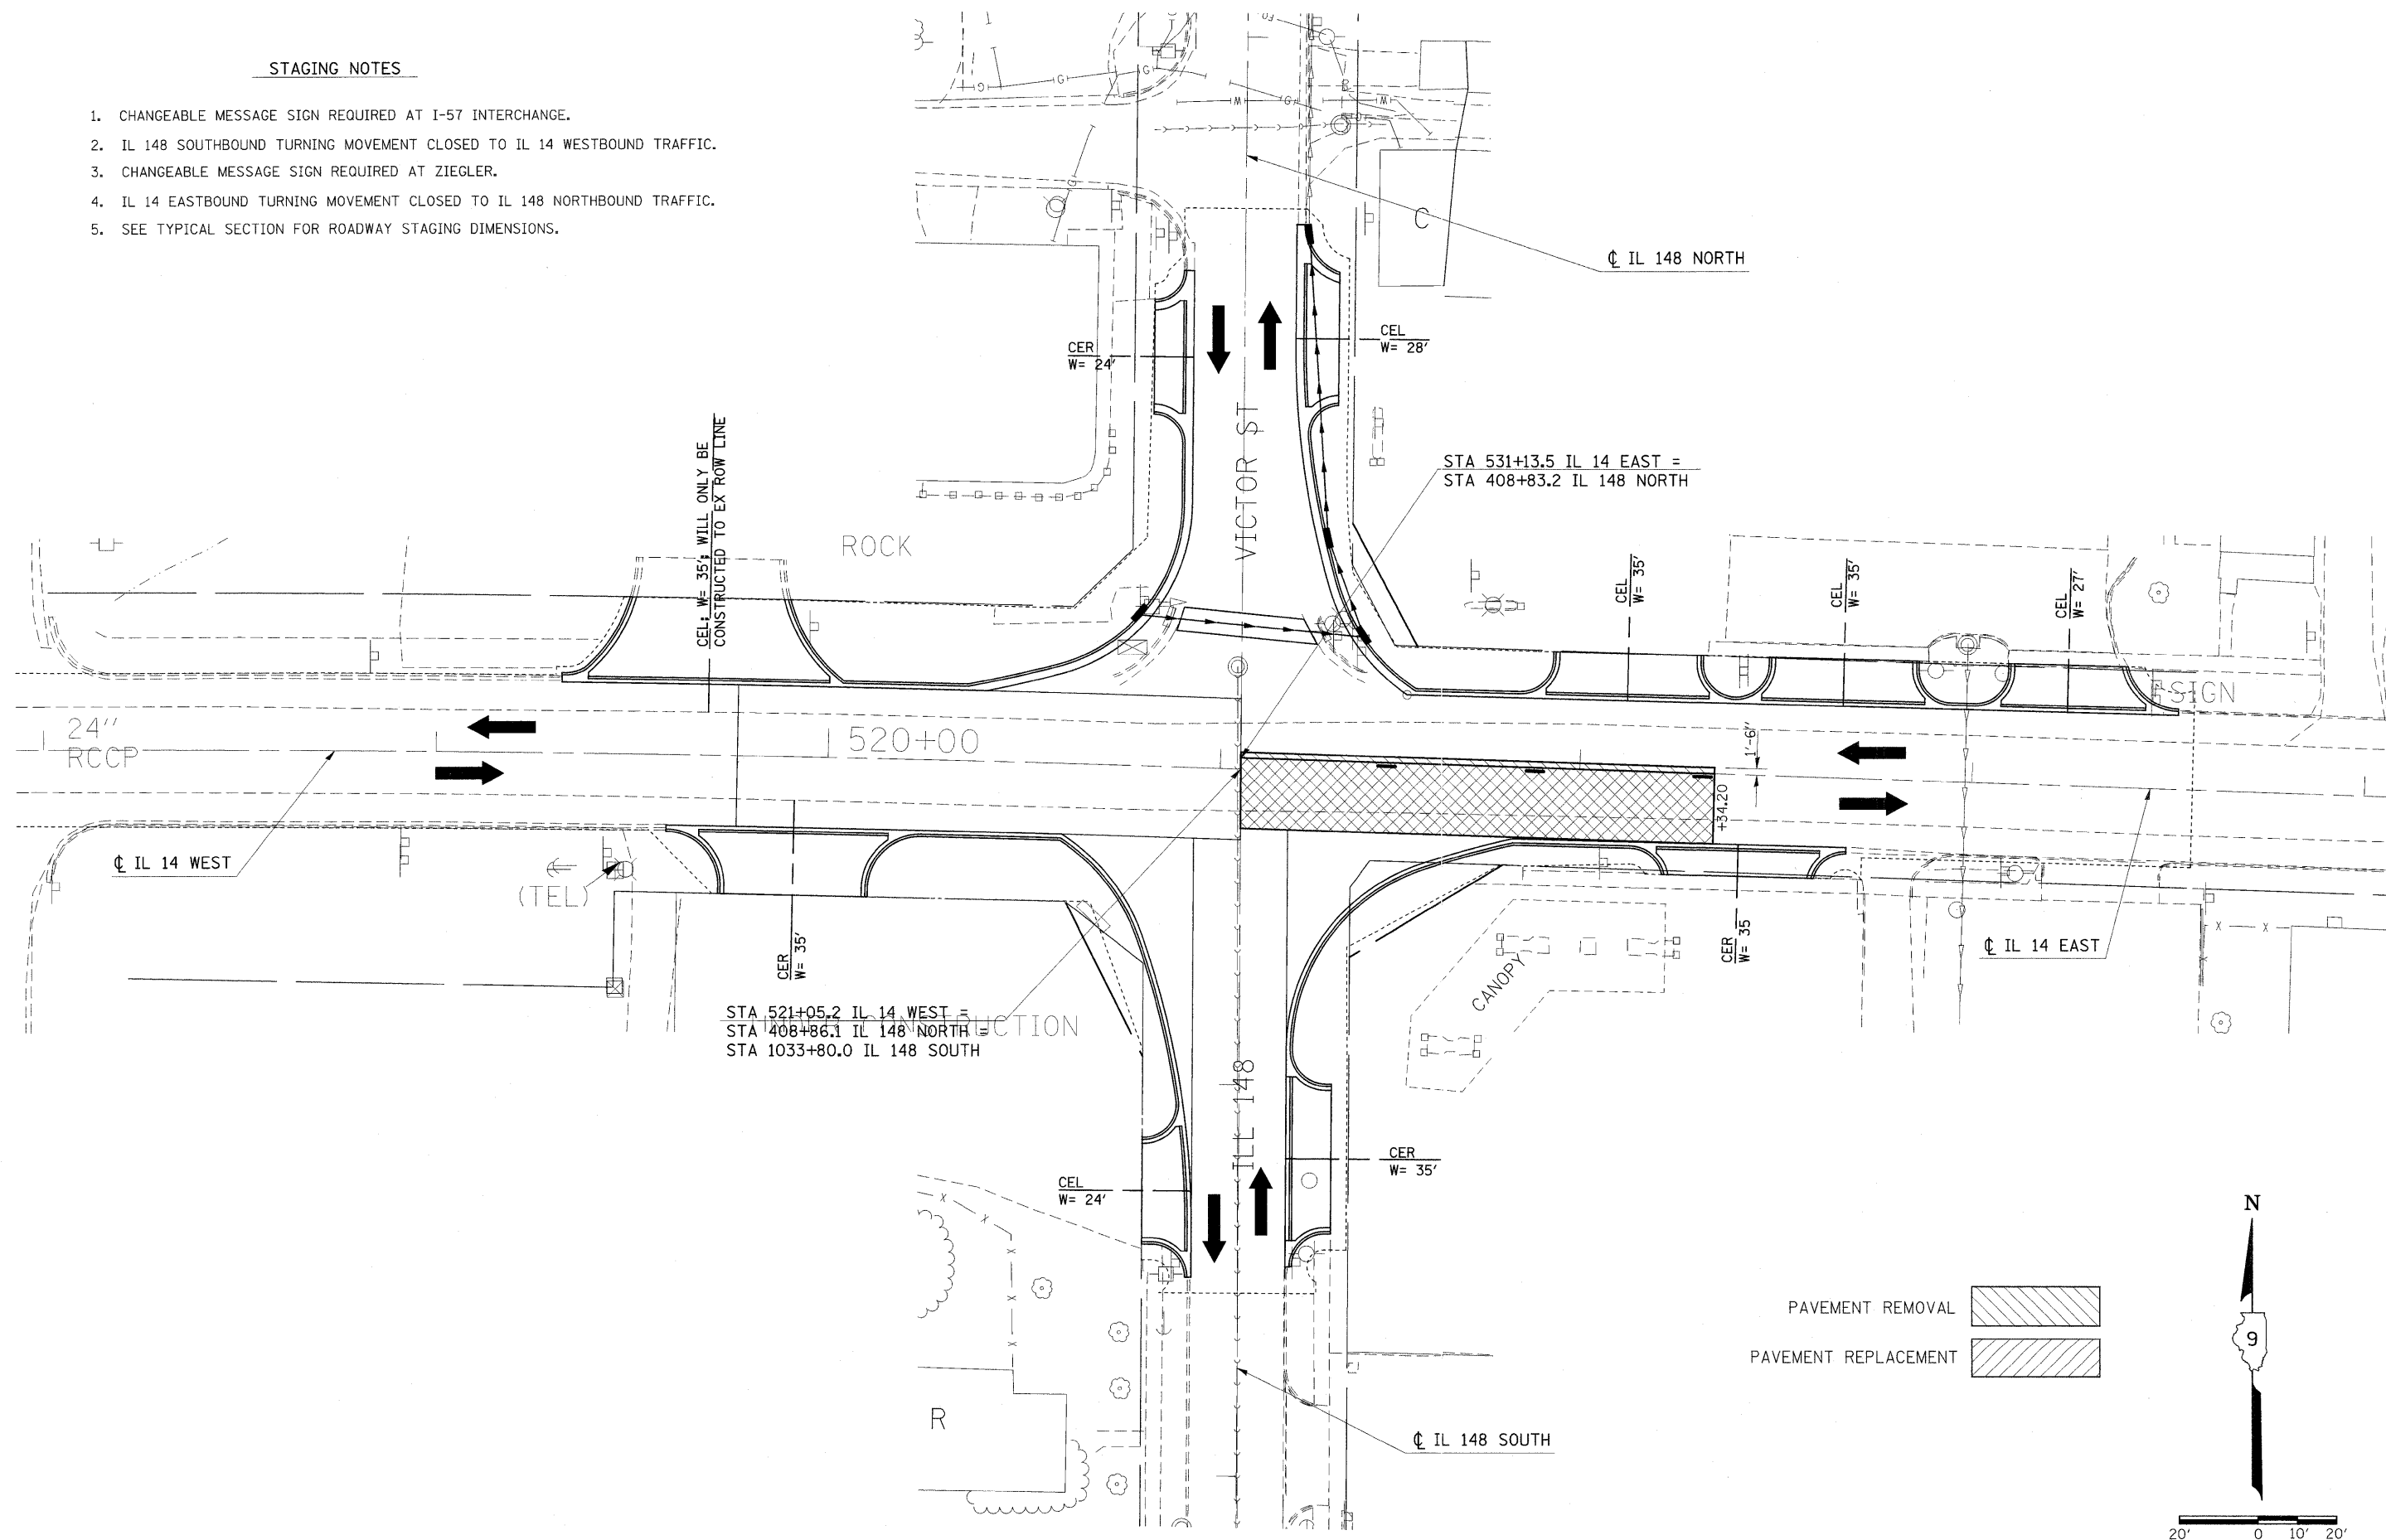 STAGING NOTES
1. CHANGEABLE MESSAGE SIGN REQUIRED AT I-57 INTERCHANGE.
2. IL 148 SOUTHBOUND TURNING MOVEMENT CLOSED TO IL 14 WESTBOUND TRAFFIC.
3. CHANGEABLE MESSAGE SIGN REQUIRED AT ZIEGLER.
4. IL 14 EASTBOUND TURNING MOVEMENT CLOSED TO IL 148 NORTHBOUND TRAFFIC.
5. SEE TYPICAL SECTION FOR ROADWAY STAGING DIMENSIONS.
C
℄ IL 148 NORTH
CER
W= 24'
CEL
W= 28'
VICTOR ST
CEL; W= 35'; WILL ONLY BE
CONSTRUCTED TO EX ROW LINE
ROCK
STA 531+13.5 IL 14 EAST =
STA 408+83.2 IL 148 NORTH
CEL
W= 35'
CEL
W= 35'
CEL
W= 27'
SIGN
24"
RCCP
520+00
1'-6"
+34.20
℄ IL 14 WEST
(TEL)
CER
W= 35'
CER
W= 35
℄ IL 14 EAST
CANOPY
STA 521+05.2 IL 14 WEST =
STA 408+86.1 IL 148 NORTH =
STA 1033+80.0 IL 148 SOUTH
UNDER CONSTRUCTION
ILL 148
CEL
W= 24'
CER
W= 35'
N
PAVEMENT REMOVAL
PAVEMENT REPLACEMENT
9
R
℄ IL 148 SOUTH
20' 0 10' 20'